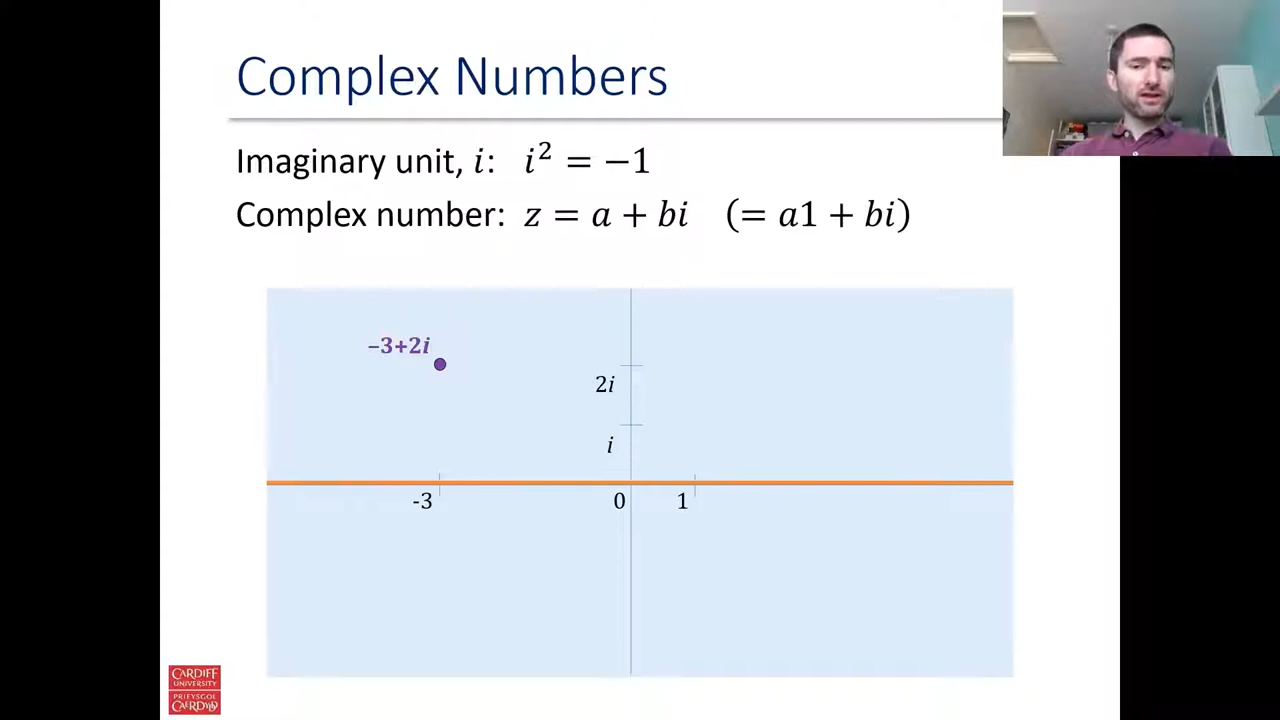 Complex Numbers
Imaginary unit, i: i² = −1
Complex number: z = a + bi (= a1 + bi)
–3+2i
2i
i
-3 0 1
CARDIFF
UNIVERSITY
PRIFYSGOL
CAERDYDD